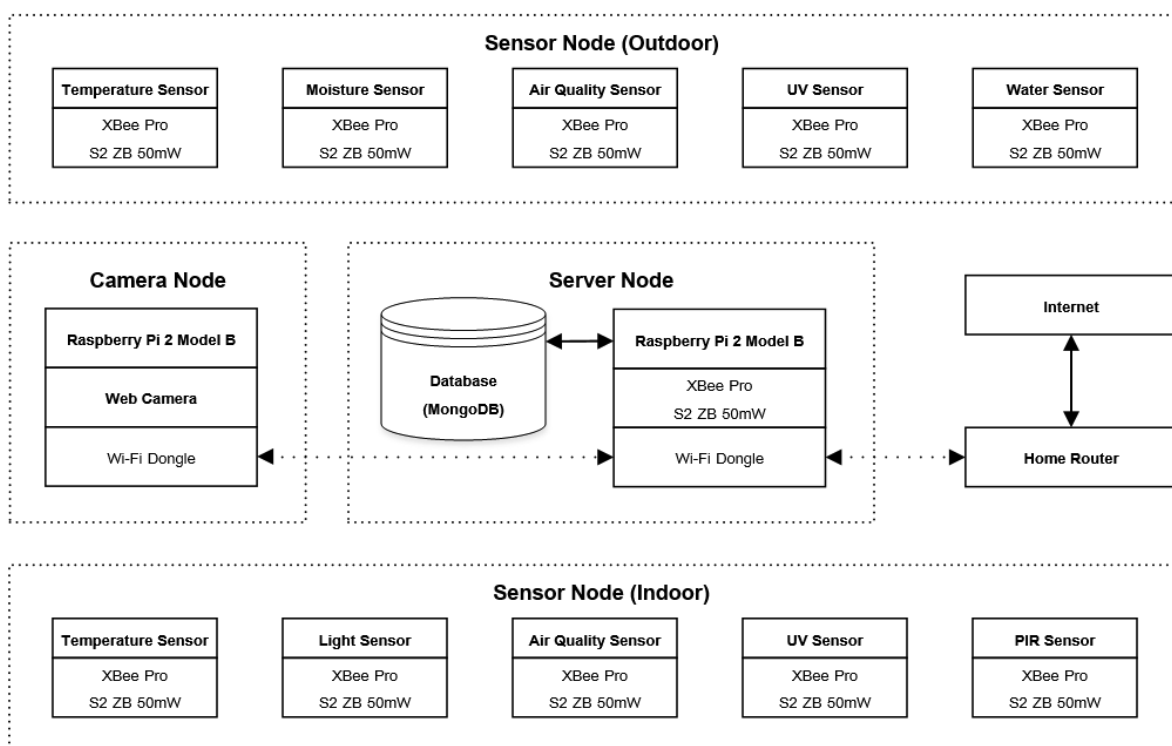 Sensor Node (Outdoor)
Temperature Sensor
XBee Pro
S2 ZB 50mW
Moisture Sensor
XBee Pro
S2 ZB 50mW
Air Quality Sensor
XBee Pro
S2 ZB 50mW
UV Sensor
XBee Pro
S2 ZB 50mW
Water Sensor
XBee Pro
S2 ZB 50mW
Camera Node
Raspberry Pi 2 Model B
Web Camera
Wi-Fi Dongle
Server Node
Database
(MongoDB)
Raspberry Pi 2 Model B
XBee Pro
S2 ZB 50mW
Wi-Fi Dongle
Internet
Home Router
Sensor Node (Indoor)
Temperature Sensor
XBee Pro
S2 ZB 50mW
Light Sensor
XBee Pro
S2 ZB 50mW
Air Quality Sensor
XBee Pro
S2 ZB 50mW
UV Sensor
XBee Pro
S2 ZB 50mW
PIR Sensor
XBee Pro
S2 ZB 50mW